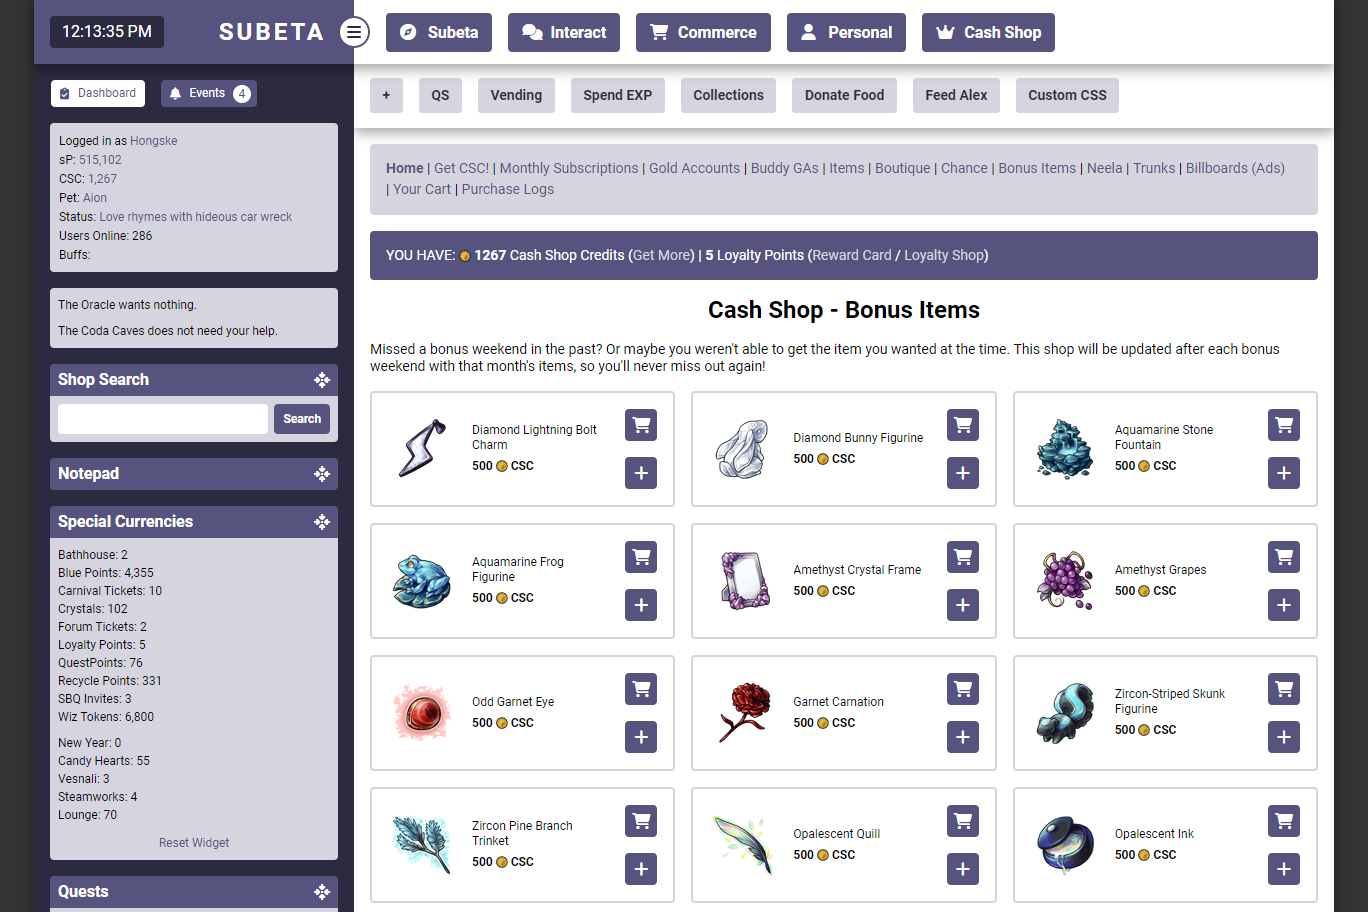 12:13:35 PM
SUBETA
Subeta
Interact
Commerce
Personal
Cash Shop
Dashboard
Events 4
+
QS
Vending
Spend EXP
Collections
Donate Food
Feed Alex
Custom CSS
Logged in as Hongske
sP: 515,102
CSC: 1,267
Pet: Aion
Status: Love rhymes with hideous car wreck
Users Online: 286
Buffs:
The Oracle wants nothing.
The Coda Caves does not need your help.
Shop Search
Search
Notepad
Special Currencies
Bathhouse: 2
Blue Points: 4,355
Carnival Tickets: 10
Crystals: 102
Forum Tickets: 2
Loyalty Points: 5
QuestPoints: 76
Recycle Points: 331
SBQ Invites: 3
Wiz Tokens: 6,800
New Year: 0
Candy Hearts: 55
Vesnali: 3
Steamworks: 4
Lounge: 70
Reset Widget
Quests
Home | Get CSC! | Monthly Subscriptions | Gold Accounts | Buddy GAs | Items | Boutique | Chance | Bonus Items | Neela | Trunks | Billboards (Ads)
| Your Cart | Purchase Logs
YOU HAVE: 1267 Cash Shop Credits (Get More) | 5 Loyalty Points (Reward Card / Loyalty Shop)
Cash Shop - Bonus Items
Missed a bonus weekend in the past? Or maybe you weren't able to get the item you wanted at the time. This shop will be updated after each bonus
weekend with that month's items, so you'll never miss out again!
Diamond Lightning Bolt
Charm
500 CSC
Diamond Bunny Figurine
500 CSC
Aquamarine Stone
Fountain
500 CSC
Aquamarine Frog
Figurine
500 CSC
Amethyst Crystal Frame
500 CSC
Amethyst Grapes
500 CSC
Odd Garnet Eye
500 CSC
Garnet Carnation
500 CSC
Zircon-Striped Skunk
Figurine
500 CSC
Zircon Pine Branch
Trinket
500 CSC
Opalescent Quill
500 CSC
Opalescent Ink
500 CSC